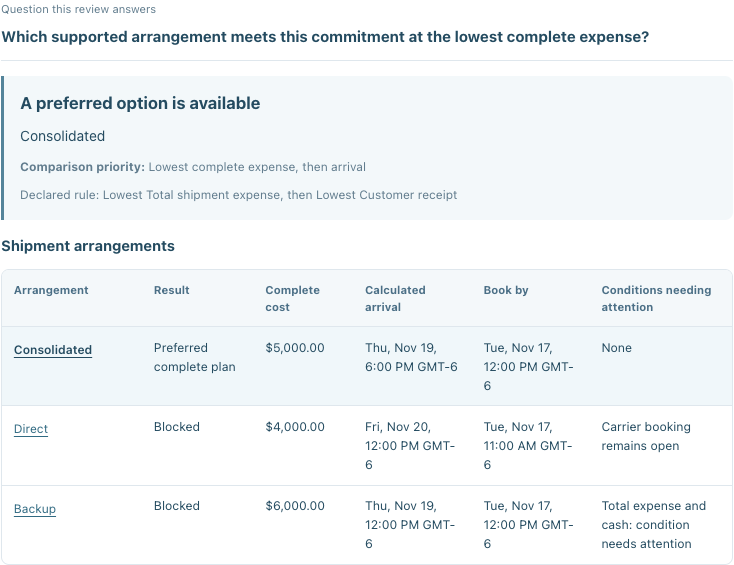 Question this review answers
Which supported arrangement meets this commitment at the lowest complete expense?
A preferred option is available
Consolidated
Comparison priority: Lowest complete expense, then arrival
Declared rule: Lowest Total shipment expense, then Lowest Customer receipt
Shipment arrangements
Arrangement Result Complete cost Calculated arrival Book by Conditions needing attention
Consolidated Preferred complete plan $5,000.00 Thu, Nov 19, 6:00 PM GMT-6 Tue, Nov 17, 12:00 PM GMT-6 None
Direct Blocked $4,000.00 Fri, Nov 20, 12:00 PM GMT-6 Tue, Nov 17, 11:00 AM GMT-6 Carrier booking remains open
Backup Blocked $6,000.00 Thu, Nov 19, 12:00 PM GMT-6 Tue, Nov 17, 12:00 PM GMT-6 Total expense and cash: condition needs attention